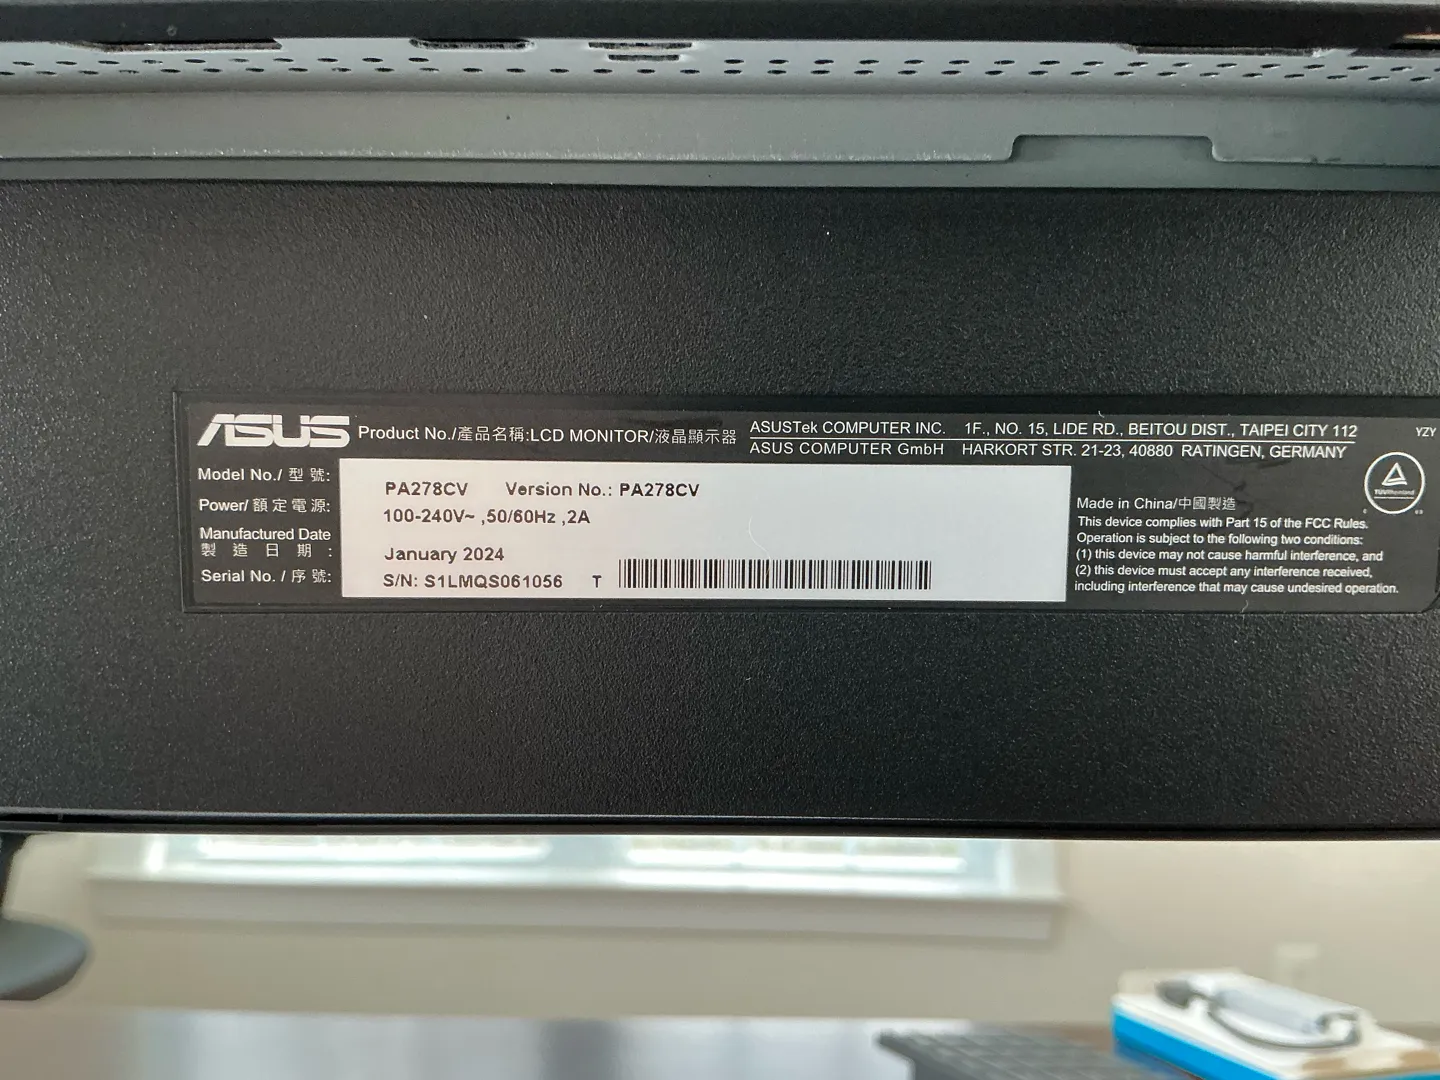 ASUS Product No./產品名稱:LCD MONITOR/液晶顯示器
ASUSTek COMPUTER INC. 1F., NO. 15, LIDE RD., BEITOU DIST., TAIPEI CITY 112
ASUS COMPUTER GmbH HARKORT STR. 21-23, 40880 RATINGEN, GERMANY
YZY
Model No./ 型 號: PA278CV Version No.: PA278CV
Power/ 額定電源: 100-240V~ ,50/60Hz ,2A
Manufactured Date
製 造 日 期 : January 2024
Serial No. / 序 號: S/N: S1LMQS061056 T
Made in China/中國製造
This device complies with Part 15 of the FCC Rules.
Operation is subject to the following two conditions:
(1) this device may not cause harmful interference, and
(2) this device must accept any interference received,
including interference that may cause undesired operation.
TÜVRheinland